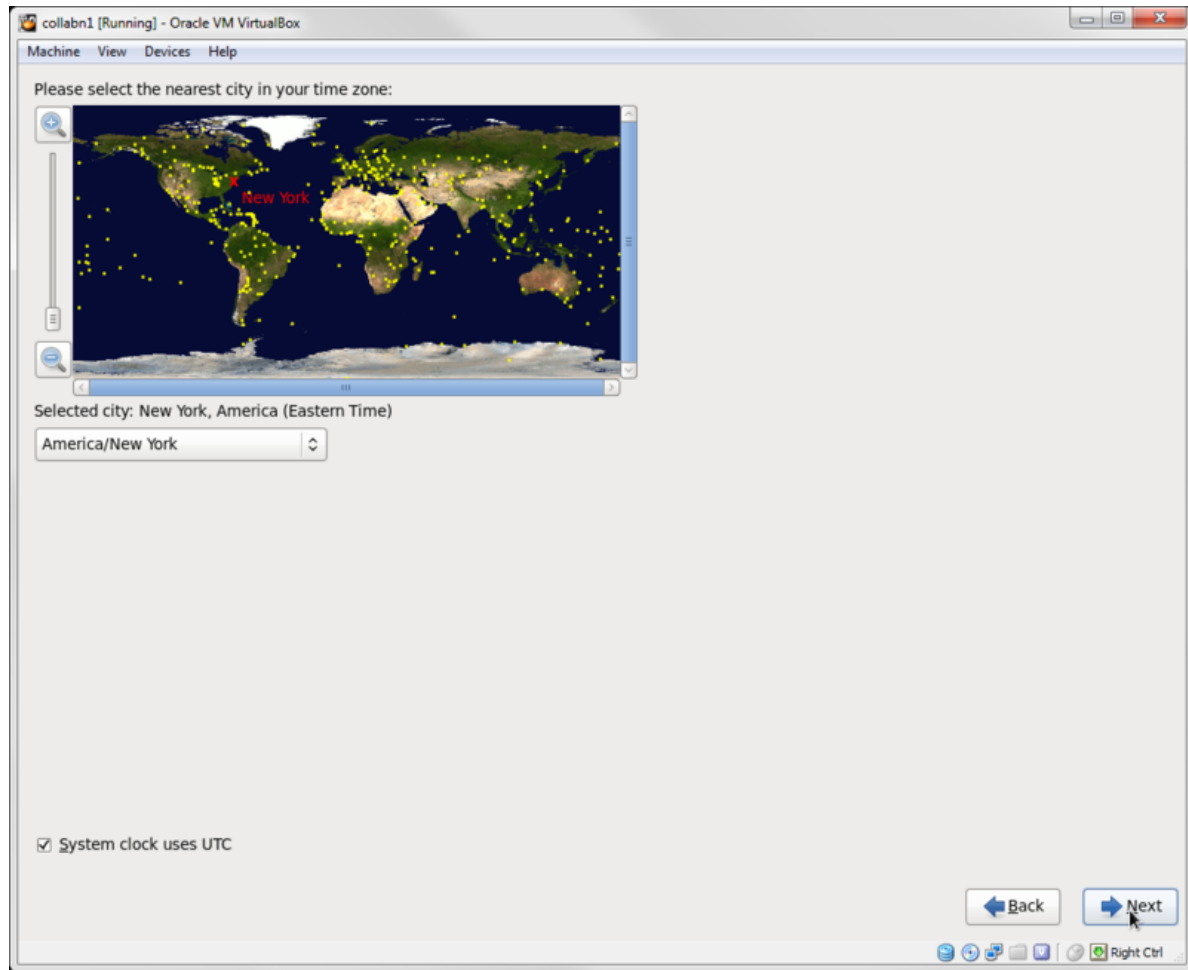 collabn1 [Running] - Oracle VM VirtualBox
Machine View Devices Help
Please select the nearest city in your time zone:
New York
Selected city: New York, America (Eastern Time)
America/New York
System clock uses UTC
Back Next
Right Ctrl